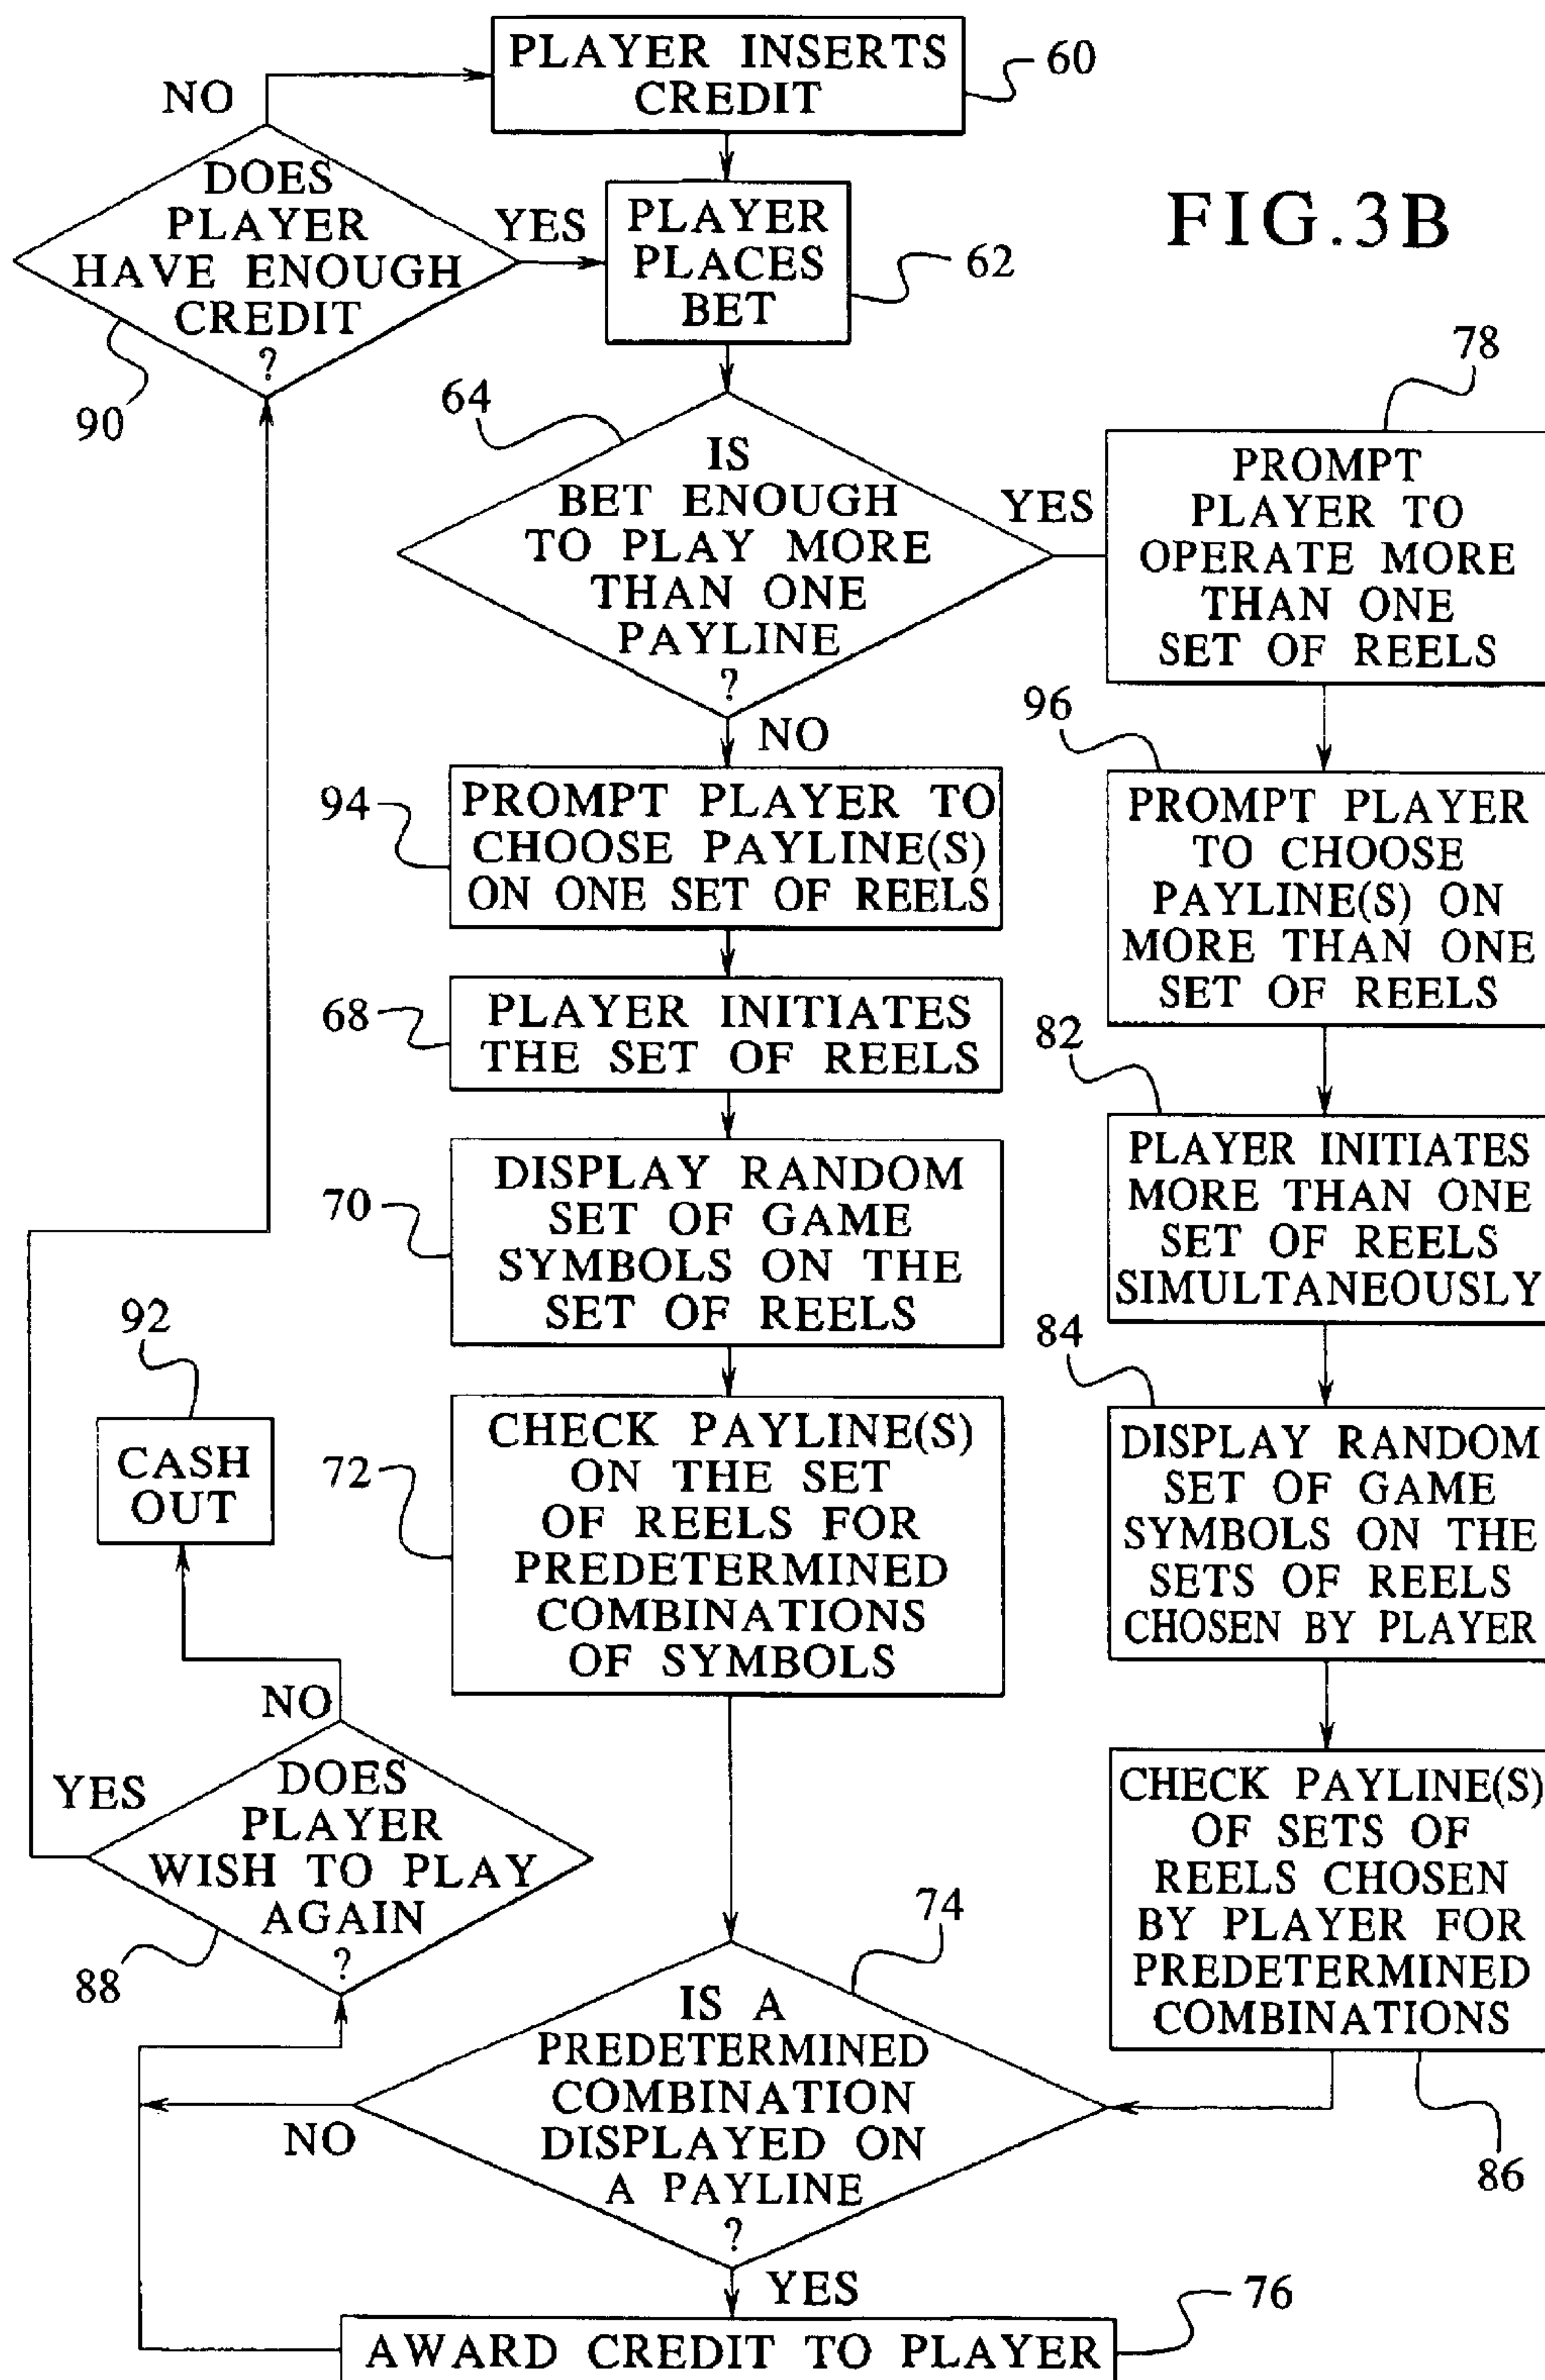 PLAYER INSERTS
CREDIT
60
NO
DOES
PLAYER
HAVE ENOUGH
CREDIT
?
90
YES
PLAYER
PLACES
BET
62
FIG.3B
64
IS
BET ENOUGH
TO PLAY MORE
THAN ONE
PAYLINE
?
YES
NO
78
PROMPT
PLAYER TO
OPERATE MORE
THAN ONE
SET OF REELS
94
PROMPT PLAYER TO
CHOOSE PAYLINE(S)
ON ONE SET OF REELS
96
PROMPT PLAYER
TO CHOOSE
PAYLINE(S) ON
MORE THAN ONE
SET OF REELS
68
PLAYER INITIATES
THE SET OF REELS
82
PLAYER INITIATES
MORE THAN ONE
SET OF REELS
SIMULTANEOUSLY
70
DISPLAY RANDOM
SET OF GAME
SYMBOLS ON THE
SET OF REELS
84
DISPLAY RANDOM
SET OF GAME
SYMBOLS ON THE
SETS OF REELS
CHOSEN BY PLAYER
92
CASH
OUT
72
CHECK PAYLINE(S)
ON THE SET
OF REELS FOR
PREDETERMINED
COMBINATIONS
OF SYMBOLS
NO
YES
DOES
PLAYER
WISH TO PLAY
AGAIN
?
88
CHECK PAYLINE(S)
OF SETS OF
REELS CHOSEN
BY PLAYER FOR
PREDETERMINED
COMBINATIONS
86
74
IS A
PREDETERMINED
COMBINATION
DISPLAYED ON
A PAYLINE
?
NO
YES
76
AWARD CREDIT TO PLAYER